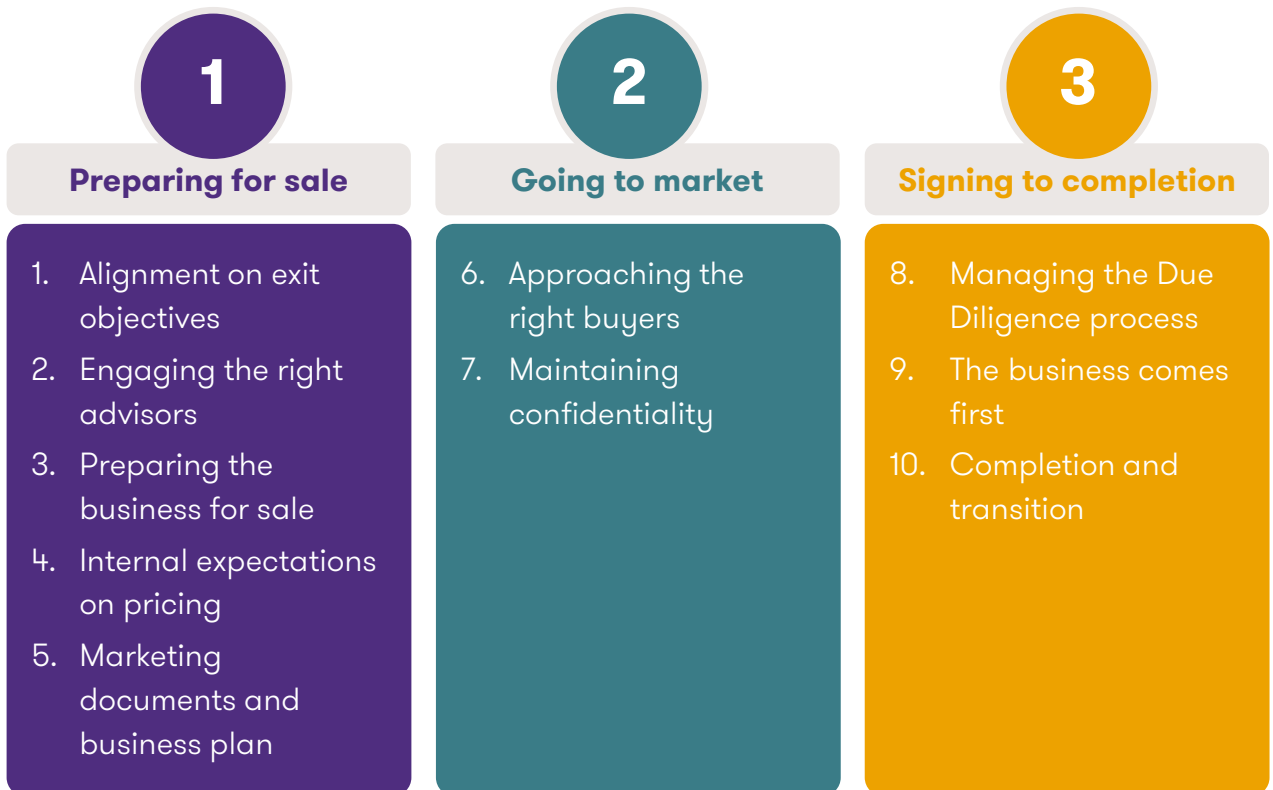 1
Preparing for sale
1. Alignment on exit
objectives
2. Engaging the right
advisors
3. Preparing the
business for sale
4. Internal expectations
on pricing
5. Marketing
documents and
business plan
2
Going to market
6. Approaching the
right buyers
7. Maintaining
confidentiality
3
Signing to completion
8. Managing the Due
Diligence process
9. The business comes
first
10. Completion and
transition